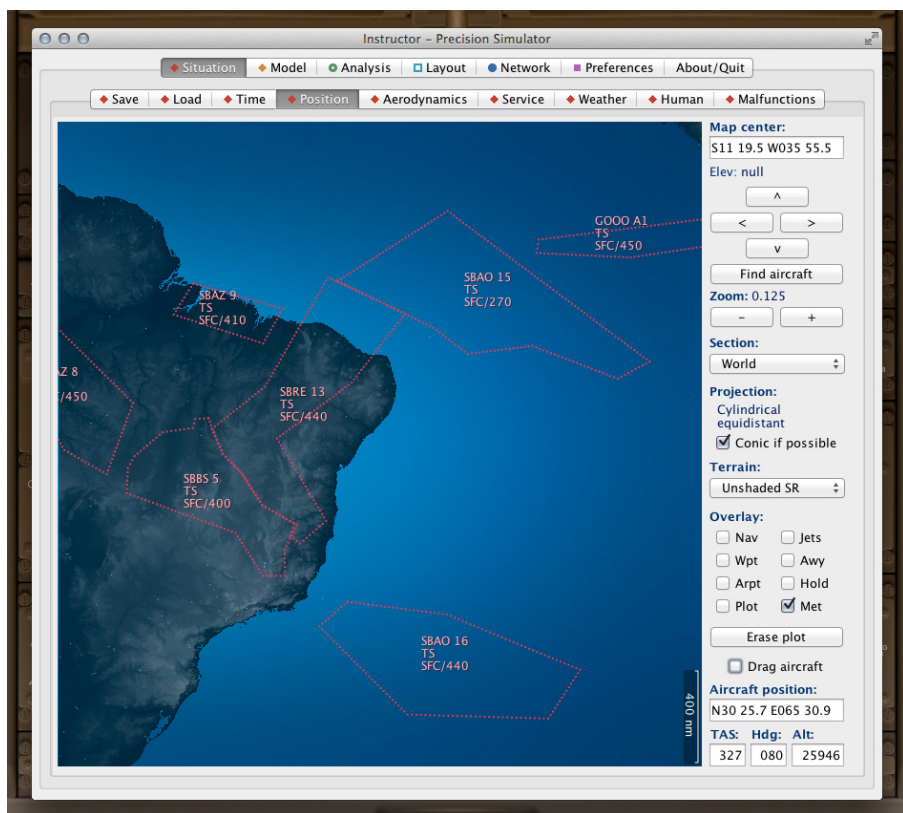 Instructor – Precision Simulator
Situation Model Analysis Layout Network Preferences About/Quit
Save Load Time Position Aerodynamics Service Weather Human Malfunctions
GOOO A1
TS
SFC/450
SBAO 15
TS
SFC/270
SBAZ 9
TS
SFC/410
AZ 8
/450
SBRE 13
TS
SFC/440
SBBS 5
TS
SFC/400
SBAO 16
TS
SFC/440
400 nm
Map center:
S11 19.5 W035 55.5
Elev: null
^
< >
v
Find aircraft
Zoom: 0.125
– +
Section:
World
Projection:
Cylindrical
equidistant
Conic if possible
Terrain:
Unshaded SR
Overlay:
Nav Jets
Wpt Awy
Arpt Hold
Plot Met
Erase plot
Drag aircraft
Aircraft position:
N30 25.7 E065 30.9
TAS: Hdg: Alt:
327 080 25946